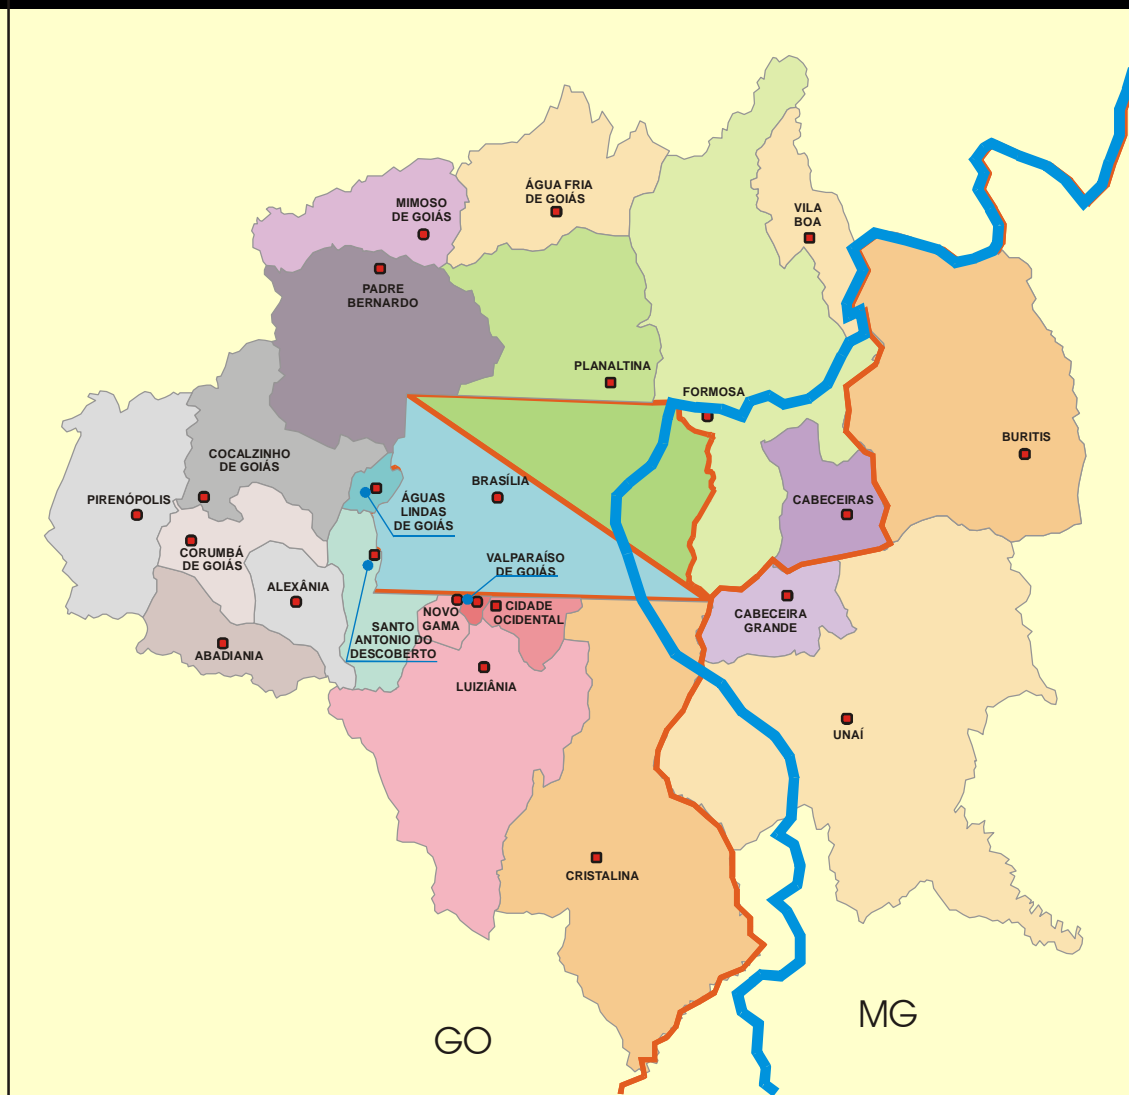 ÁGUA FRIA
DE GOIÁS
MIMOSO
DE GOIÁS
VILA
BOA
PADRE
BERNARDO
PLANALTINA
FORMOSA
BURITIS
COCALZINHO
DE GOIÁS
BRASÍLIA
PIRENÓPOLIS
ÁGUAS
LINDAS
DE GOIÁS
CABECEIRAS
CORUMBÁ
DE GOIÁS
VALPARAÍSO
DE GOIÁS
ALEXÂNIA
NOVO
GAMA
CIDADE
OCIDENTAL
CABECEIRA
GRANDE
SANTO
ANTONIO DO
DESCOBERTO
ABADIANIA
LUIZIÂNIA
UNAÍ
CRISTALINA
MG
GO